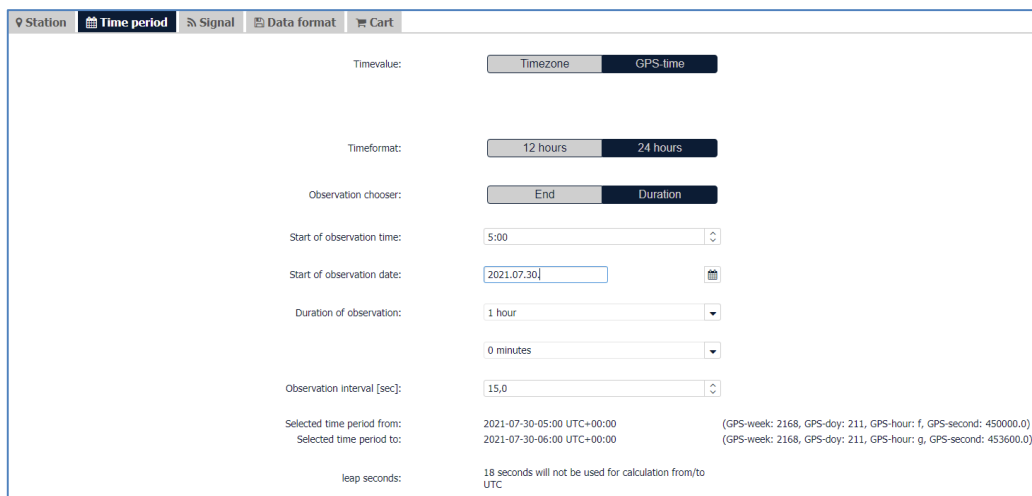 Station Time period Signal Data format Cart
Timevalue: Timezone GPS-time
Timeformat: 12 hours 24 hours
Observation chooser: End Duration
Start of observation time: 5:00
Start of observation date: 2021.07.30.
Duration of observation: 1 hour
0 minutes
Observation interval [sec]: 15,0
Selected time period from: 2021-07-30-05:00 UTC+00:00 (GPS-week: 2168, GPS-doy: 211, GPS-hour: f, GPS-second: 450000.0)
Selected time period to: 2021-07-30-06:00 UTC+00:00 (GPS-week: 2168, GPS-doy: 211, GPS-hour: g, GPS-second: 453600.0)
leap seconds: 18 seconds will not be used for calculation from/to
UTC